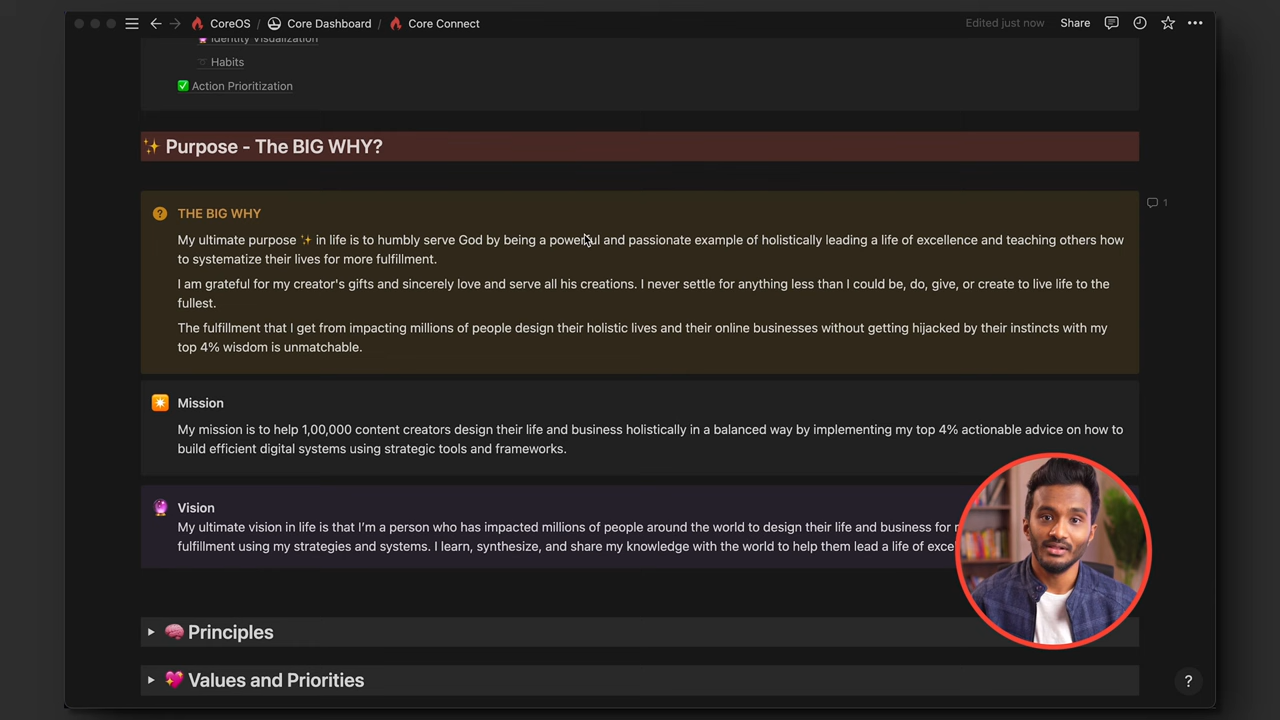 CoreOS / Core Dashboard / Core Connect
Edited just now Share
Identity Visualization
Habits
Action Prioritization
Purpose - The BIG WHY?
THE BIG WHY
1
My ultimate purpose ✨ in life is to humbly serve God by being a powerful and passionate example of holistically leading a life of excellence and teaching others how
to systematize their lives for more fulfillment.
I am grateful for my creator's gifts and sincerely love and serve all his creations. I never settle for anything less than I could be, do, give, or create to live life to the
fullest.
The fulfillment that I get from impacting millions of people design their holistic lives and their online businesses without getting hijacked by their instincts with my
top 4% wisdom is unmatchable.
Mission
My mission is to help 1,00,000 content creators design their life and business holistically in a balanced way by implementing my top 4% actionable advice on how to
build efficient digital systems using strategic tools and frameworks.
Vision
My ultimate vision in life is that I'm a person who has impacted millions of people around the world to design their life and business for
fulfillment using my strategies and systems. I learn, synthesize, and share my knowledge with the world to help them lead a life of
Principles
Values and Priorities
?